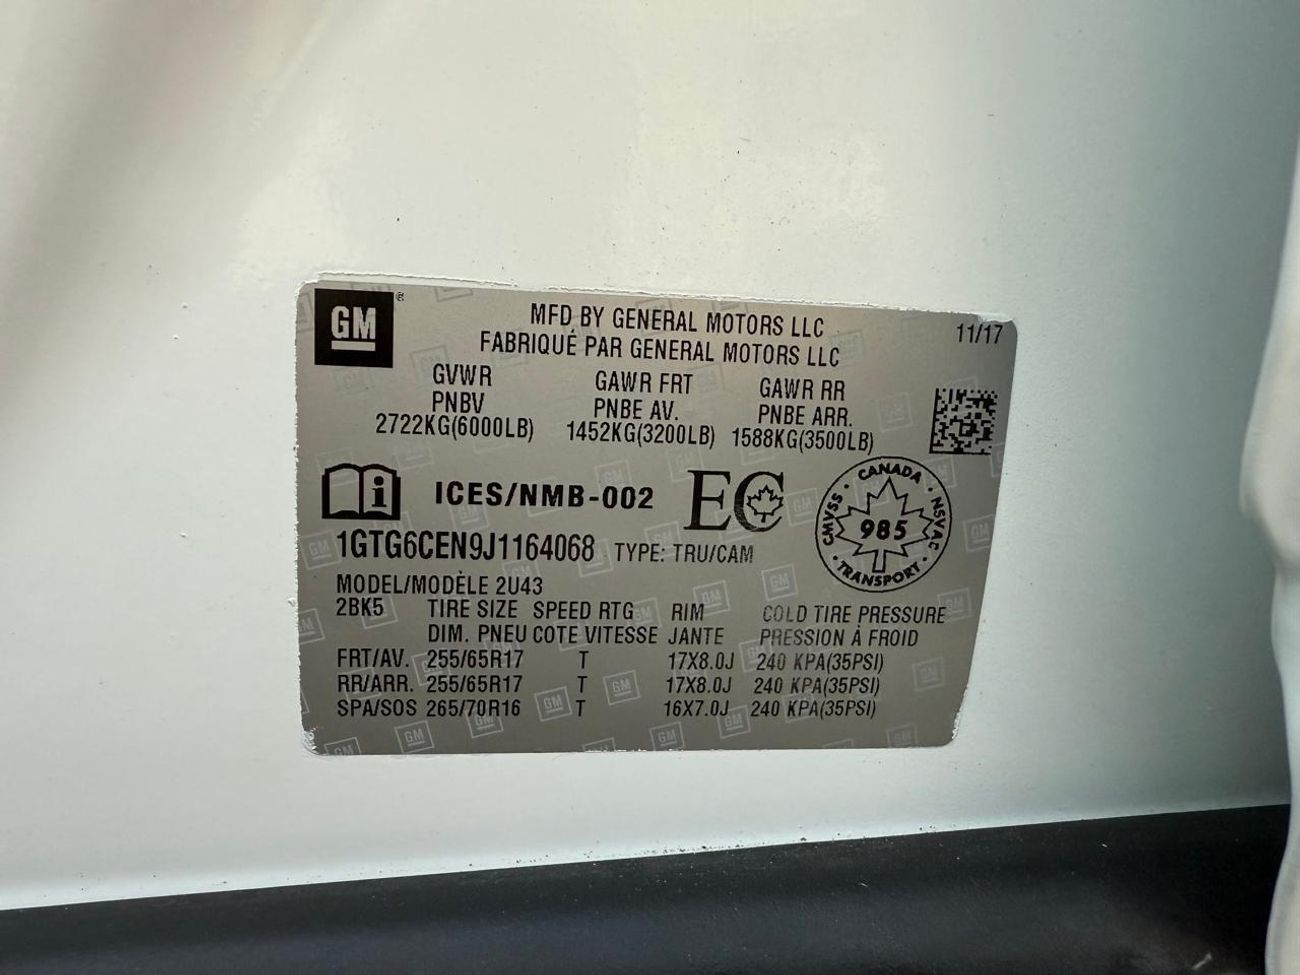 GM ®
MFD BY GENERAL MOTORS LLC 11/17
FABRIQUÉ PAR GENERAL MOTORS LLC
GVWR GAWR FRT GAWR RR
PNBV PNBE AV. PNBE ARR.
2722KG(6000LB) 1452KG(3200LB) 1588KG(3500LB)
ICES/NMB-002 EC
CANADA
CMVSS 985 NSVAC
TRANSPORT
1GTG6CEN9J1164068 TYPE: TRU/CAM
MODEL/MODÈLE 2U43
2BK5 TIRE SIZE SPEED RTG RIM COLD TIRE PRESSURE
DIM. PNEU COTE VITESSE JANTE PRESSION À FROID
FRT/AV. 255/65R17 T 17X8.0J 240 KPA(35PSI)
RR/ARR. 255/65R17 T 17X8.0J 240 KPA(35PSI)
SPA/SOS 265/70R16 T 16X7.0J 240 KPA(35PSI)